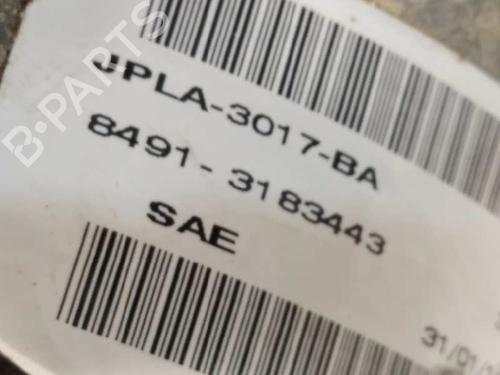 B-PARTS
JPLA-3017-BA
8491-3183443
SAE
31/01/